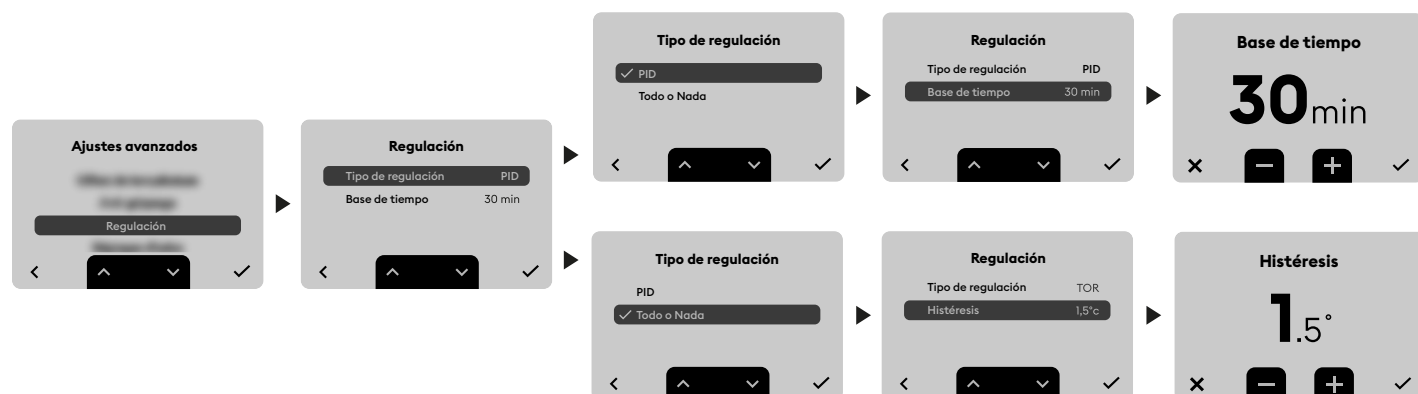 Ajustes avanzados
Regulación
Regulación
Tipo de regulación PID
Base de tiempo 30 min
Tipo de regulación
PID
Todo o Nada
Regulación
Tipo de regulación PID
Base de tiempo 30 min
Base de tiempo
30min
Tipo de regulación
PID
Todo o Nada
Regulación
Tipo de regulación TOR
Histéresis 1,5°c
Histéresis
1.5°